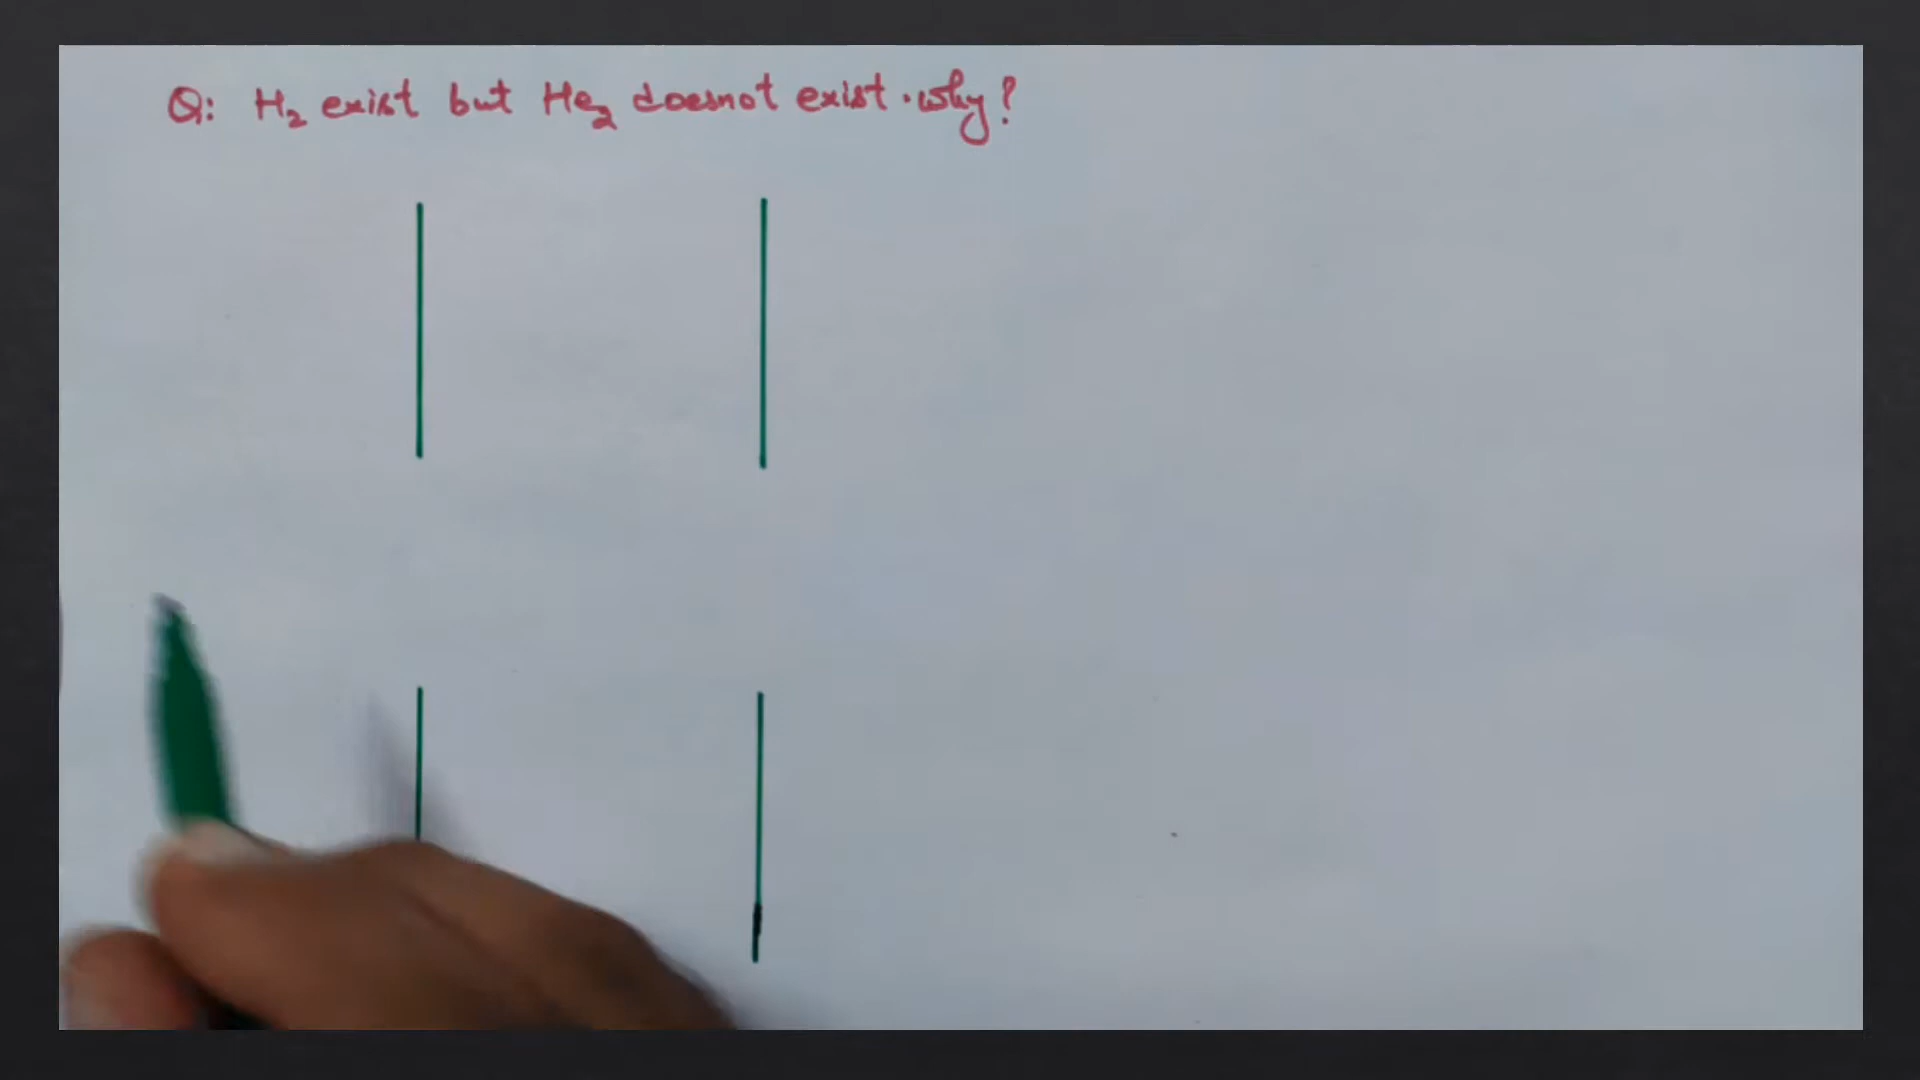 Q: H₂ exist but He₂ doesnot exist. why?